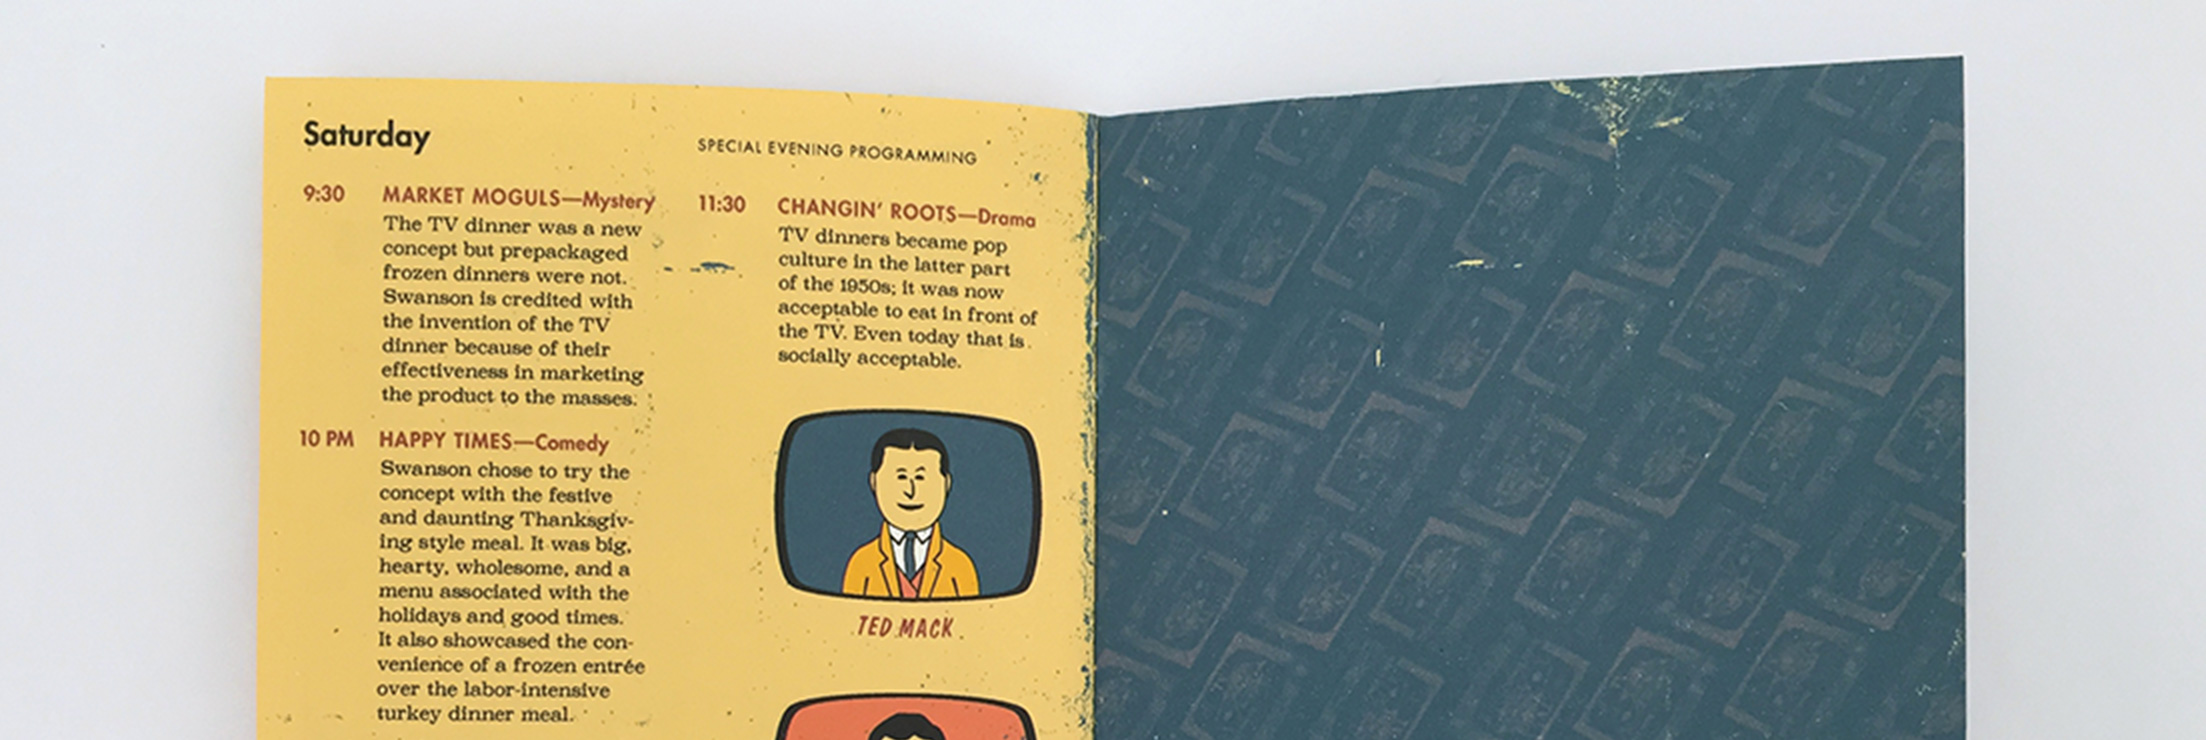 Saturday
SPECIAL EVENING PROGRAMMING
9:30 MARKET MOGULS—Mystery
The TV dinner was a new
concept but prepackaged
frozen dinners were not.
Swanson is credited with
the invention of the TV
dinner because of their
effectiveness in marketing
the product to the masses.
10 PM HAPPY TIMES—Comedy
Swanson chose to try the
concept with the festive
and daunting Thanksgiv-
ing style meal. It was big,
hearty, wholesome, and a
menu associated with the
holidays and good times.
It also showcased the con-
venience of a frozen entrée
over the labor-intensive
turkey dinner meal.
11:30 CHANGIN' ROOTS—Drama
TV dinners became pop
culture in the latter part
of the 1950s; it was now
acceptable to eat in front of
the TV. Even today that is
socially acceptable.
TED MACK